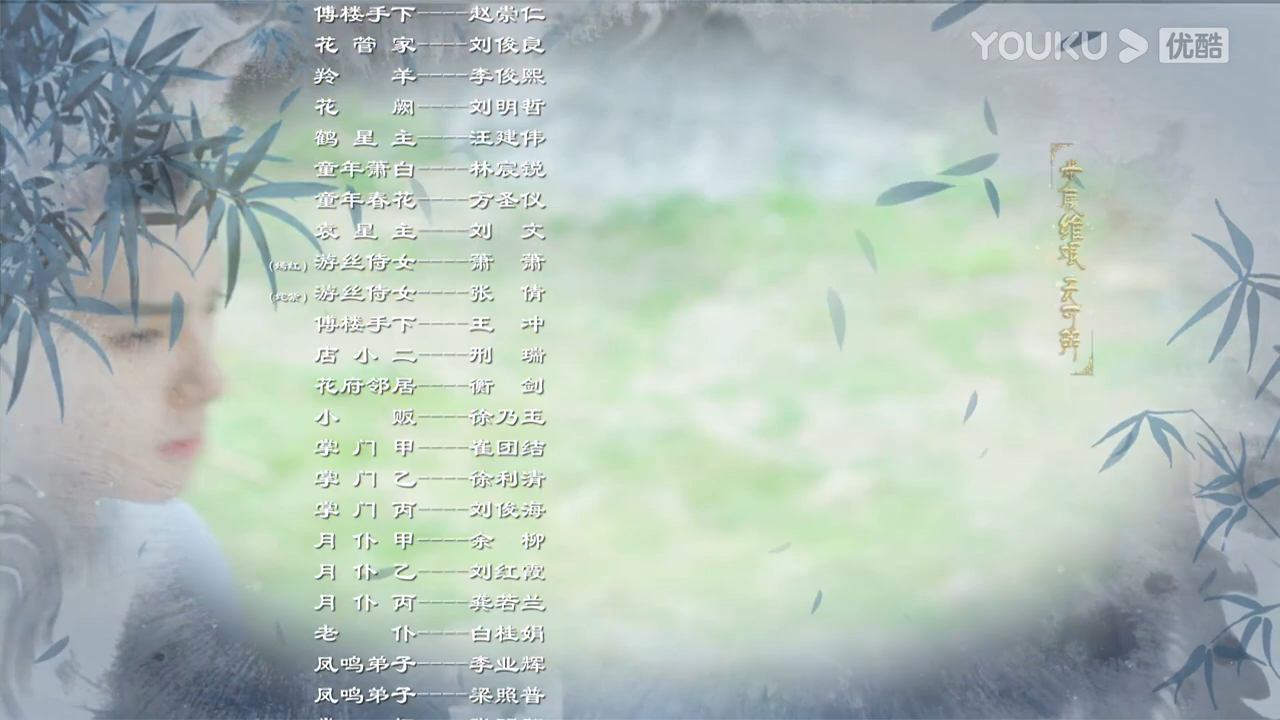 傅楼手下----赵崇仁
YOUKU 优酷
花管家----刘俊良
羚羊----李俊熙
花阙----刘明哲
鹤星主----汪建伟
童年萧白----林宸锐
童年春花----方圣仪
哀星主----刘文
(嫣红)游丝侍女----萧萧
(姹紫)游丝侍女----张倩
傅楼手下----王冲
店小二----刑瑞
花府邻居----衡剑
小贩----徐乃玉
掌门甲----崔团结
掌门乙----徐利清
掌门丙----刘俊海
月仆甲----余柳
月仆乙----刘红霞
月仆丙----龚若兰
老仆----白桂娟
凤鸣弟子----李业辉
凤鸣弟子----梁照普